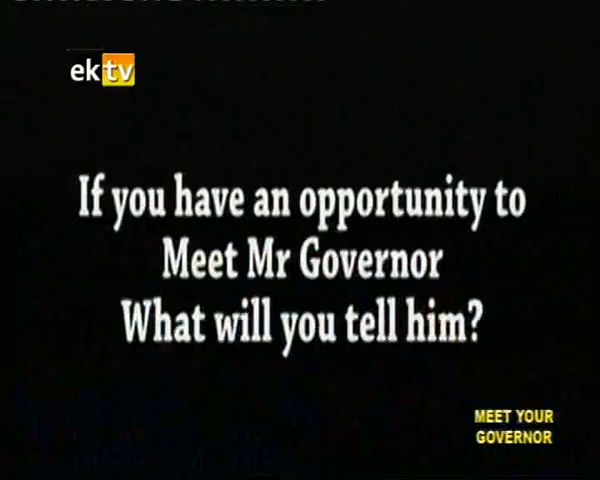 ektv
If you have an opportunity to
Meet Mr Governor
What will you tell him?
MEET YOUR
GOVERNOR